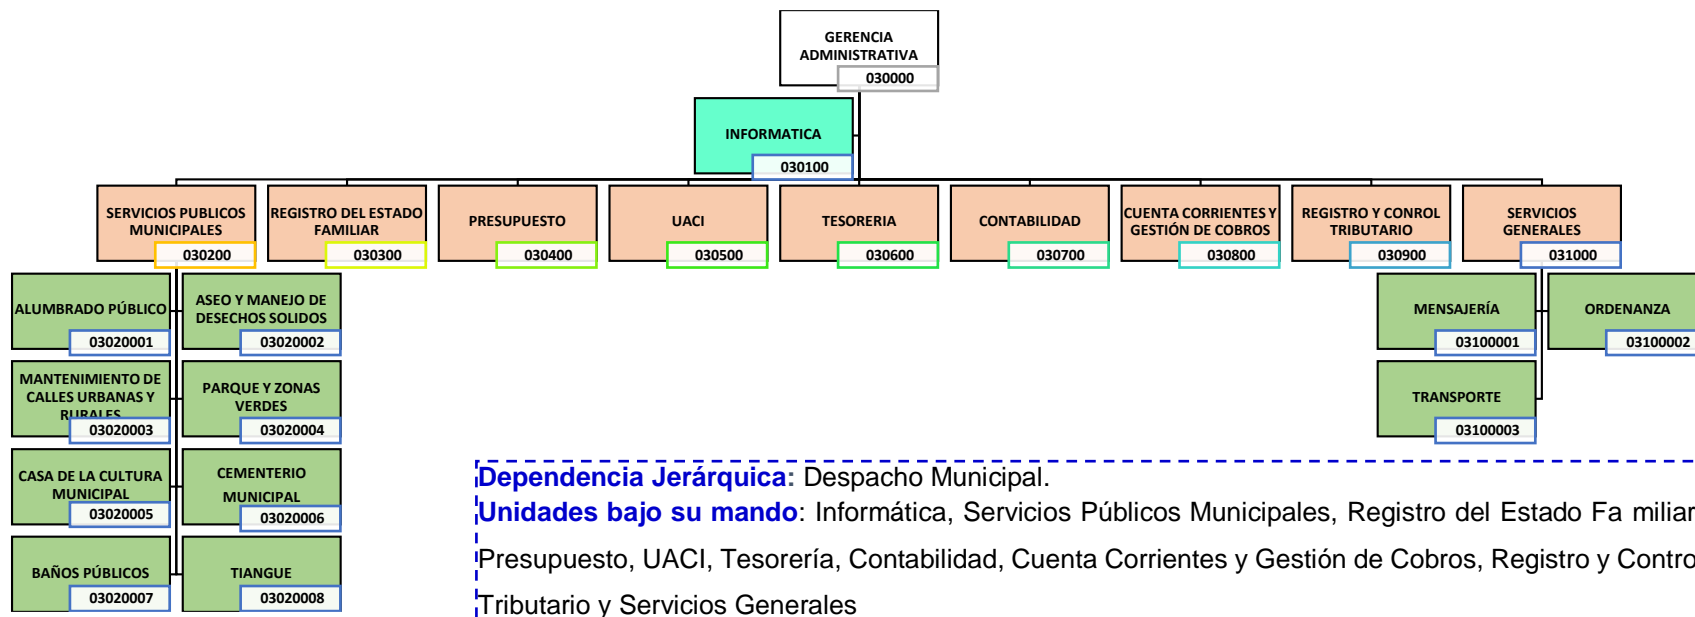 GERENCIA
ADMINISTRATIVA
030000
INFORMATICA
030100
SERVICIOS PUBLICOS
MUNICIPALES
030200
REGISTRO DEL ESTADO
FAMILIAR
030300
PRESUPUESTO
030400
UACI
030500
TESORERIA
030600
CONTABILIDAD
030700
CUENTA CORRIENTES Y
GESTIÓN DE COBROS
030800
REGISTRO Y CONROL
TRIBUTARIO
030900
SERVICIOS
GENERALES
031000
ALUMBRADO PÚBLICO
03020001
ASEO Y MANEJO DE
DESECHOS SOLIDOS
03020002
MANTENIMIENTO DE
CALLES URBANAS Y
RURALES
03020003
PARQUE Y ZONAS
VERDES
03020004
CASA DE LA CULTURA
MUNICIPAL
03020005
CEMENTERIO
MUNICIPAL
03020006
BAÑOS PÚBLICOS
03020007
TIANGUE
03020008
MENSAJERÍA
03100001
ORDENANZA
03100002
TRANSPORTE
03100003
Dependencia Jerárquica: Despacho Municipal.
Unidades bajo su mando: Informática, Servicios Públicos Municipales, Registro del Estado Fa miliar
Presupuesto, UACI, Tesorería, Contabilidad, Cuenta Corrientes y Gestión de Cobros, Registro y Contro
Tributario y Servicios Generales